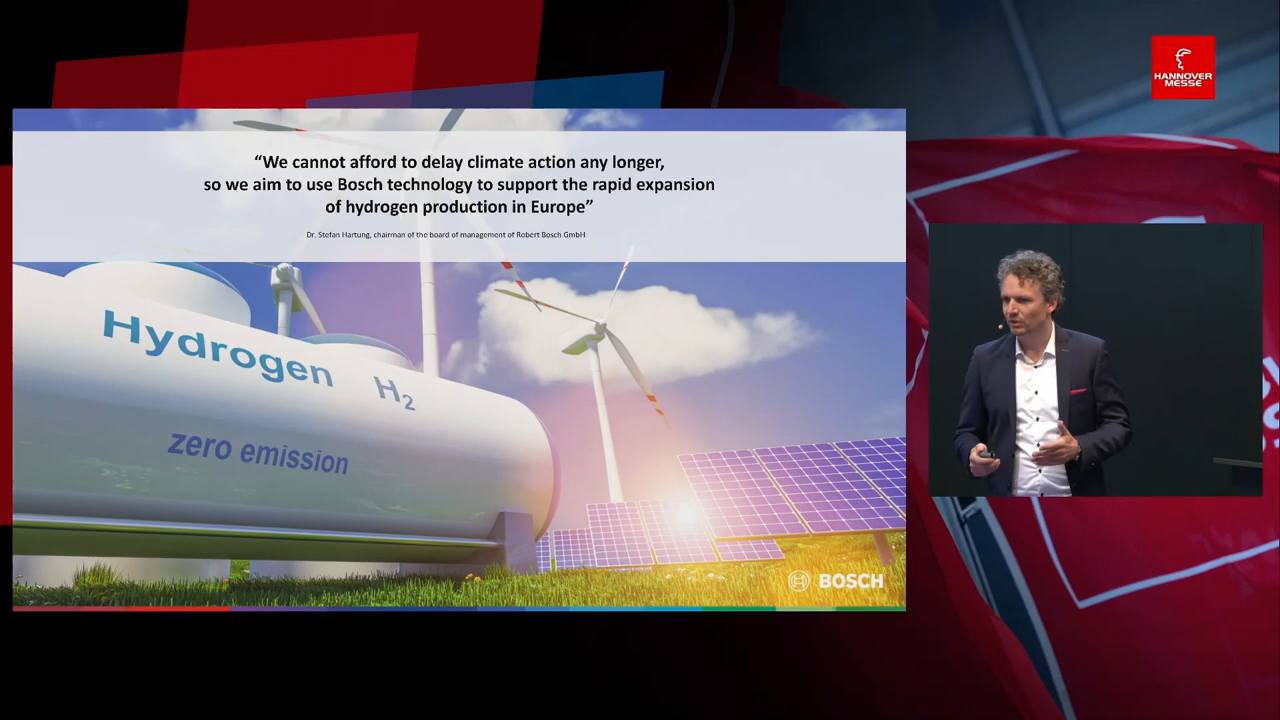 HANNOVER
MESSE
“We cannot afford to delay climate action any longer,
so we aim to use Bosch technology to support the rapid expansion
of hydrogen production in Europe”
Dr. Stefan Hartung, chairman of the board of management of Robert Bosch GmbH
Hydrogen H₂
zero emission
BOSCH